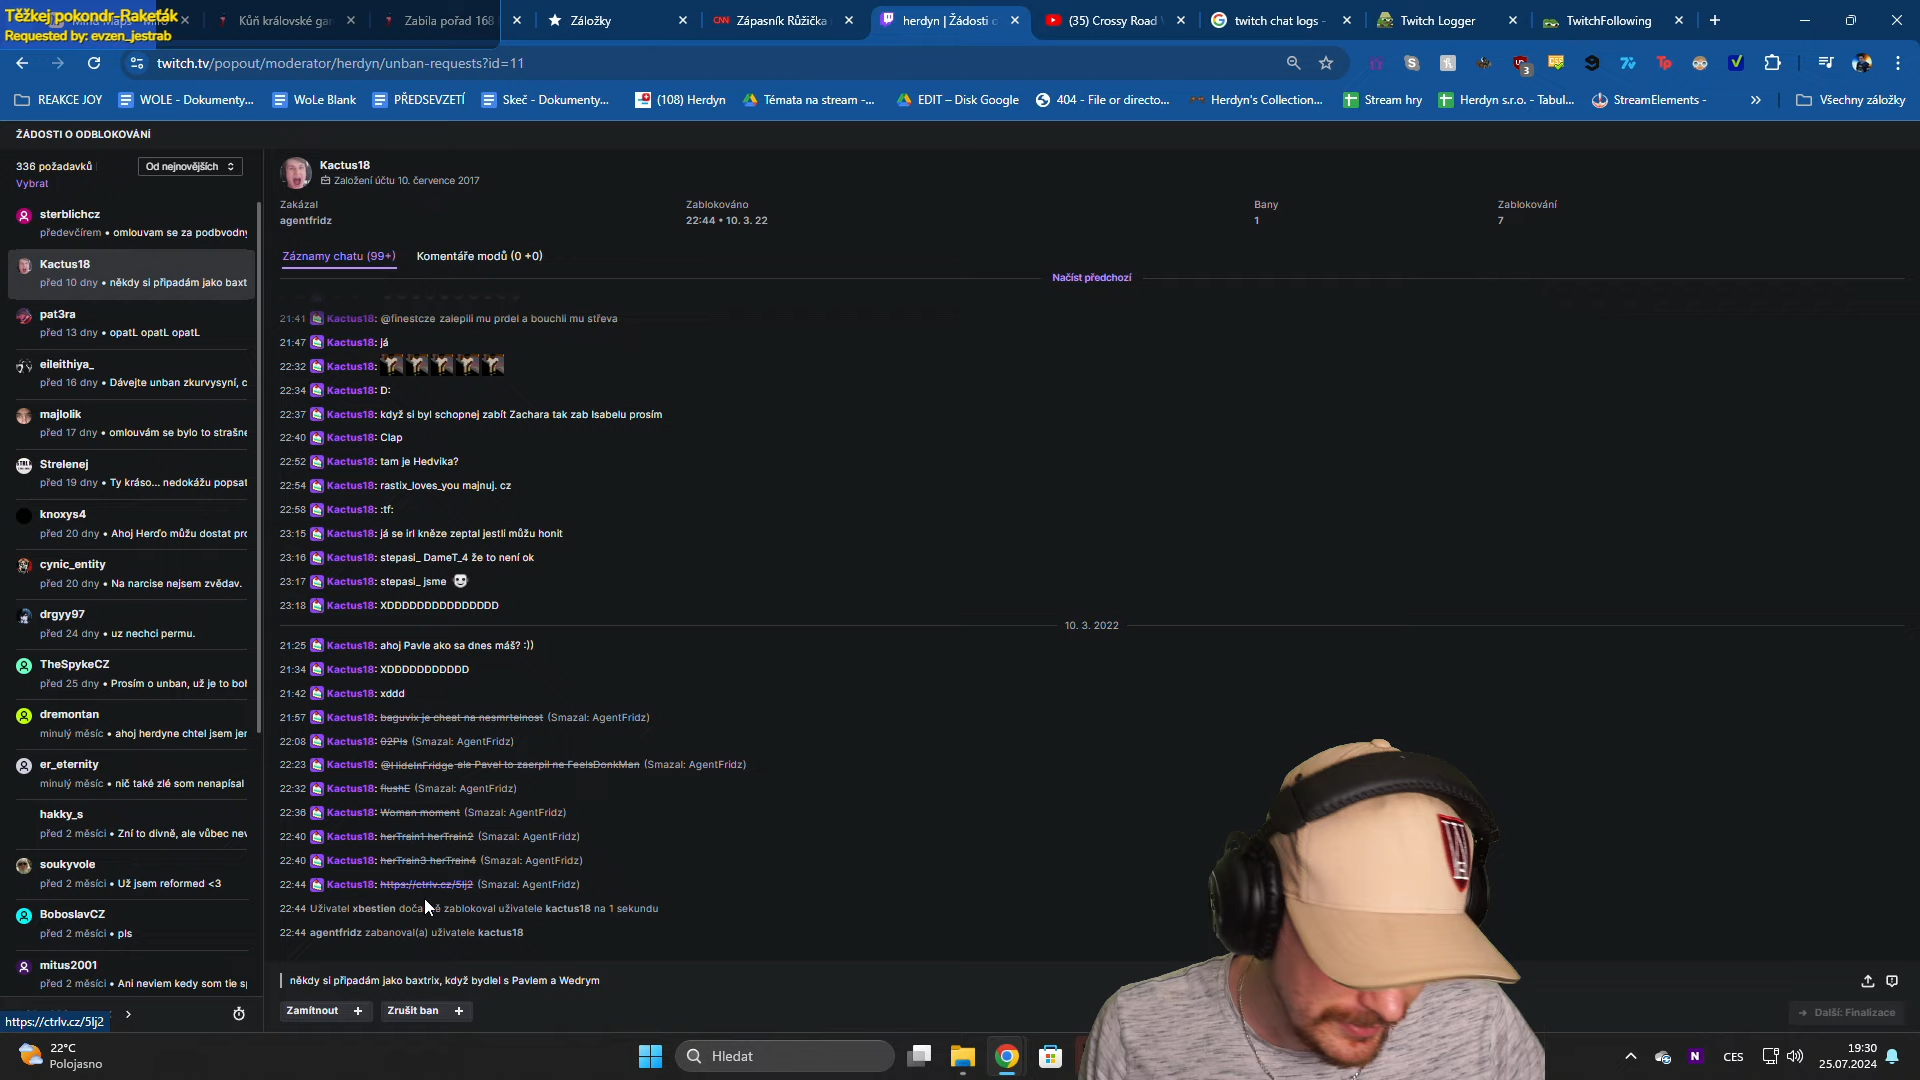 Těžkej pokondr-Raketák
Requested by: evzen_jestrab
Kůň královské gar
Zabila pořad 168
Záložky
CNN Zápasník Růžička
herdyn | Žádosti o
(35) Crossy Road
twitch chat logs -
Twitch Logger
TwitchFollowing
twitch.tv/popout/moderator/herdyn/unban-requests?id=11
REAKCE JOY
WOLE - Dokumenty...
WoLe Blank
PŘEDSEVZETÍ
Skeč - Dokumenty...
(108) Herdyn
Témata na stream -...
EDIT – Disk Google
404 - File or directo...
Herdyn's Collection...
Stream hry
Herdyn s.r.o. - Tabul...
StreamElements -
Všechny záložky
ŽÁDOSTI O ODBLOKOVÁNÍ
336 požadavků
Od nejnovějších
Vybrat
sterblichcz
předevčírem • omlouvam se za podvodny
Kactus18
před 10 dny • někdy si připadám jako baxt
pat3ra
před 13 dny • opatL opatL opatL
eileithiya_
před 16 dny • Dávejte unban zkurvysyní, c
majlolik
před 17 dny • omlouvám se bylo to strašně
Strelenej
před 19 dny • Ty kráso... nedokážu popsat
knoxys4
před 20 dny • Ahoj Herďo můžu dostat pro
cynic_entity
před 20 dny • Na narcise nejsem zvědav.
drgyy97
před 24 dny • uz nechci permu.
TheSpykeCZ
před 25 dny • Prosím o unban, už je to boh
dremontan
minulý měsíc • ahoj herdyne chtel jsem jer
er_eternity
minulý měsíc • nič také zlé som nenapísal
hakky_s
před 2 měsíci • Zní to divně, ale vůbec nev
soukyvole
před 2 měsíci • Už jsem reformed <3
BoboslavCZ
před 2 měsíci • pls
mitus2001
před 2 měsíci • Ani neviem kedy som tie sp
https://ctrlv.cz/5lj2
Kactus18
Založení účtu 10. července 2017
Zakázal
agentfridz
Zablokováno
22:44 • 10. 3. 22
Bany
1
Zablokování
7
Záznamy chatu (99+)
Komentáře modů (0 +0)
Načíst předchozí
21:41 Kactus18: @finestcze zalepili mu prdel a bouchli mu střeva
21:47 Kactus18: já
22:32 Kactus18:
22:34 Kactus18: D:
22:37 Kactus18: když si byl schopnej zabít Zachara tak zab Isabelu prosím
22:40 Kactus18: Clap
22:52 Kactus18: tam je Hedvika?
22:54 Kactus18: rastix_loves_you majnuj. cz
22:58 Kactus18: :tf:
23:15 Kactus18: já se irl kněze zeptal jestli můžu honit
23:16 Kactus18: stepasi_ DameT_4 že to není ok
23:17 Kactus18: stepasi_ jsme
23:18 Kactus18: XDDDDDDDDDDDDDDD
10. 3. 2022
21:25 Kactus18: ahoj Pavle ako sa dnes máš? :))
21:34 Kactus18: XDDDDDDDDDDD
21:42 Kactus18: xddd
21:57 Kactus18: baguvix je cheat na nesmrtelnost (Smazal: AgentFridz)
22:08 Kactus18: 02Pls (Smazal: AgentFridz)
22:23 Kactus18: @HideInFridge ale Pavel to zaerpil ne FeelsDonkMan (Smazal: AgentFridz)
22:32 Kactus18: flushE (Smazal: AgentFridz)
22:36 Kactus18: Woman moment (Smazal: AgentFridz)
22:40 Kactus18: herTrain1 herTrain2 (Smazal: AgentFridz)
22:40 Kactus18: herTrain3 herTrain4 (Smazal: AgentFridz)
22:44 Kactus18: https://ctrlv.cz/5lj2 (Smazal: AgentFridz)
22:44 Uživatel xbestien zablokoval uživatele kactus18 na 1 sekundu
22:44 agentfridz zabanoval(a) uživatele kactus18
někdy si připadám jako baxtrix, když bydlel s Pavlem a Wedrym
Zamítnout +
Zrušit ban +
Další: Finalizace
22°C
Polojasno
Hledat
CES
19:30
25.07.2024